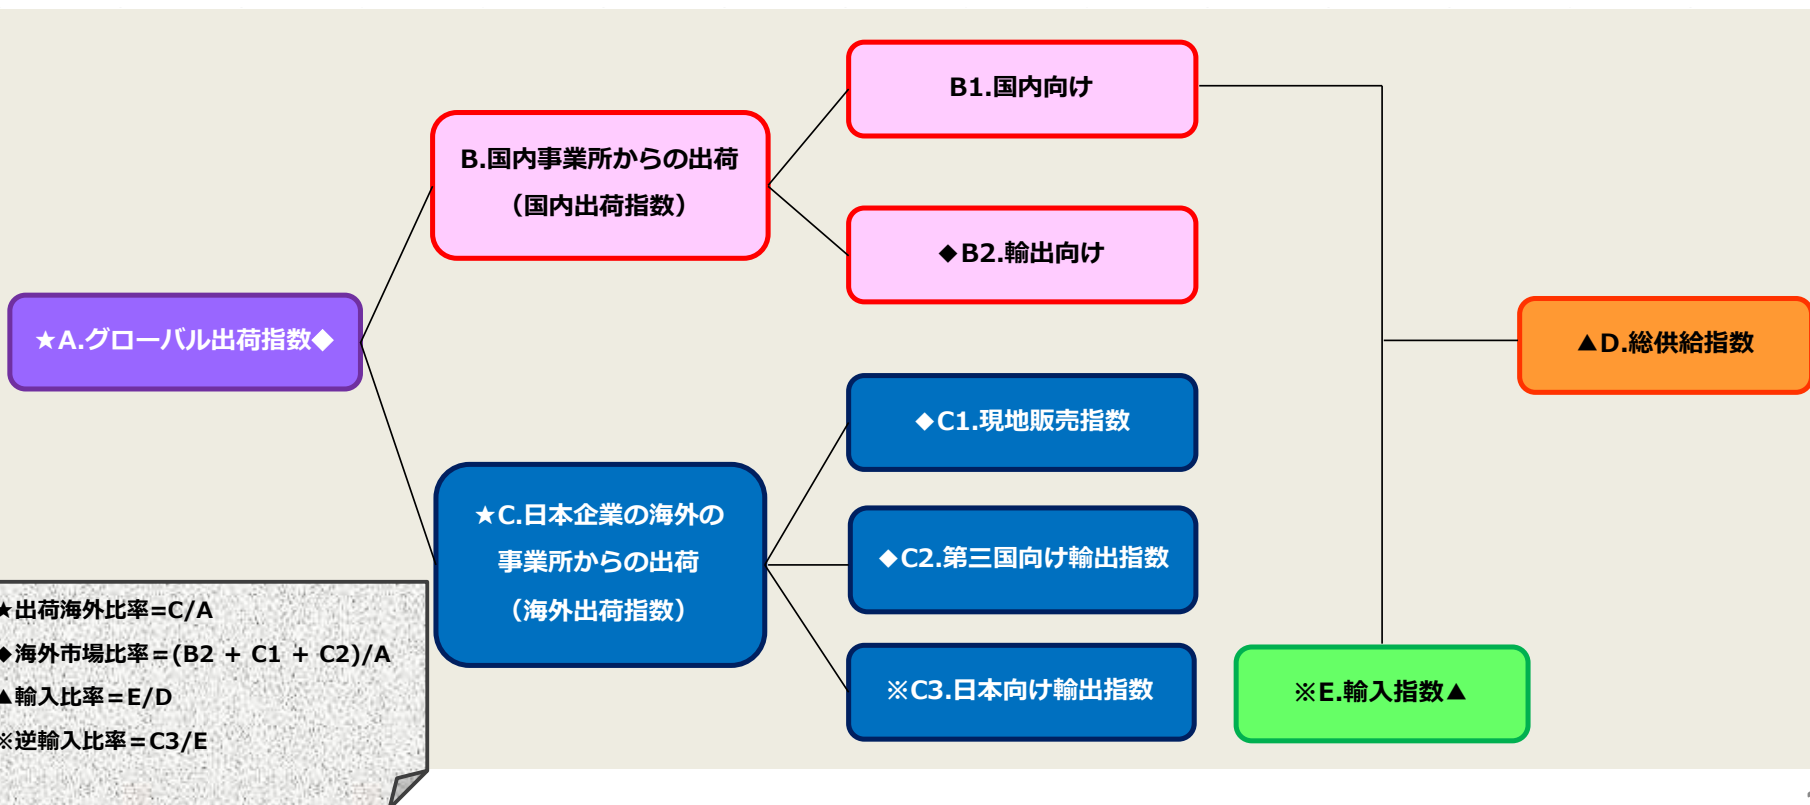 B1.国内向け
B.国内事業所からの出荷
（国内出荷指数）
◆B2.輸出向け
★A.グローバル出荷指数◆
▲D.総供給指数
◆C1.現地販売指数
★C.日本企業の海外の
事業所からの出荷
（海外出荷指数）
◆C2.第三国向け輸出指数
※C3.日本向け輸出指数
※E.輸入指数▲
★出荷海外比率＝C/A
◆海外市場比率＝(B2 + C1 + C2)/A
▲輸入比率＝E/D
※逆輸入比率＝C3/E